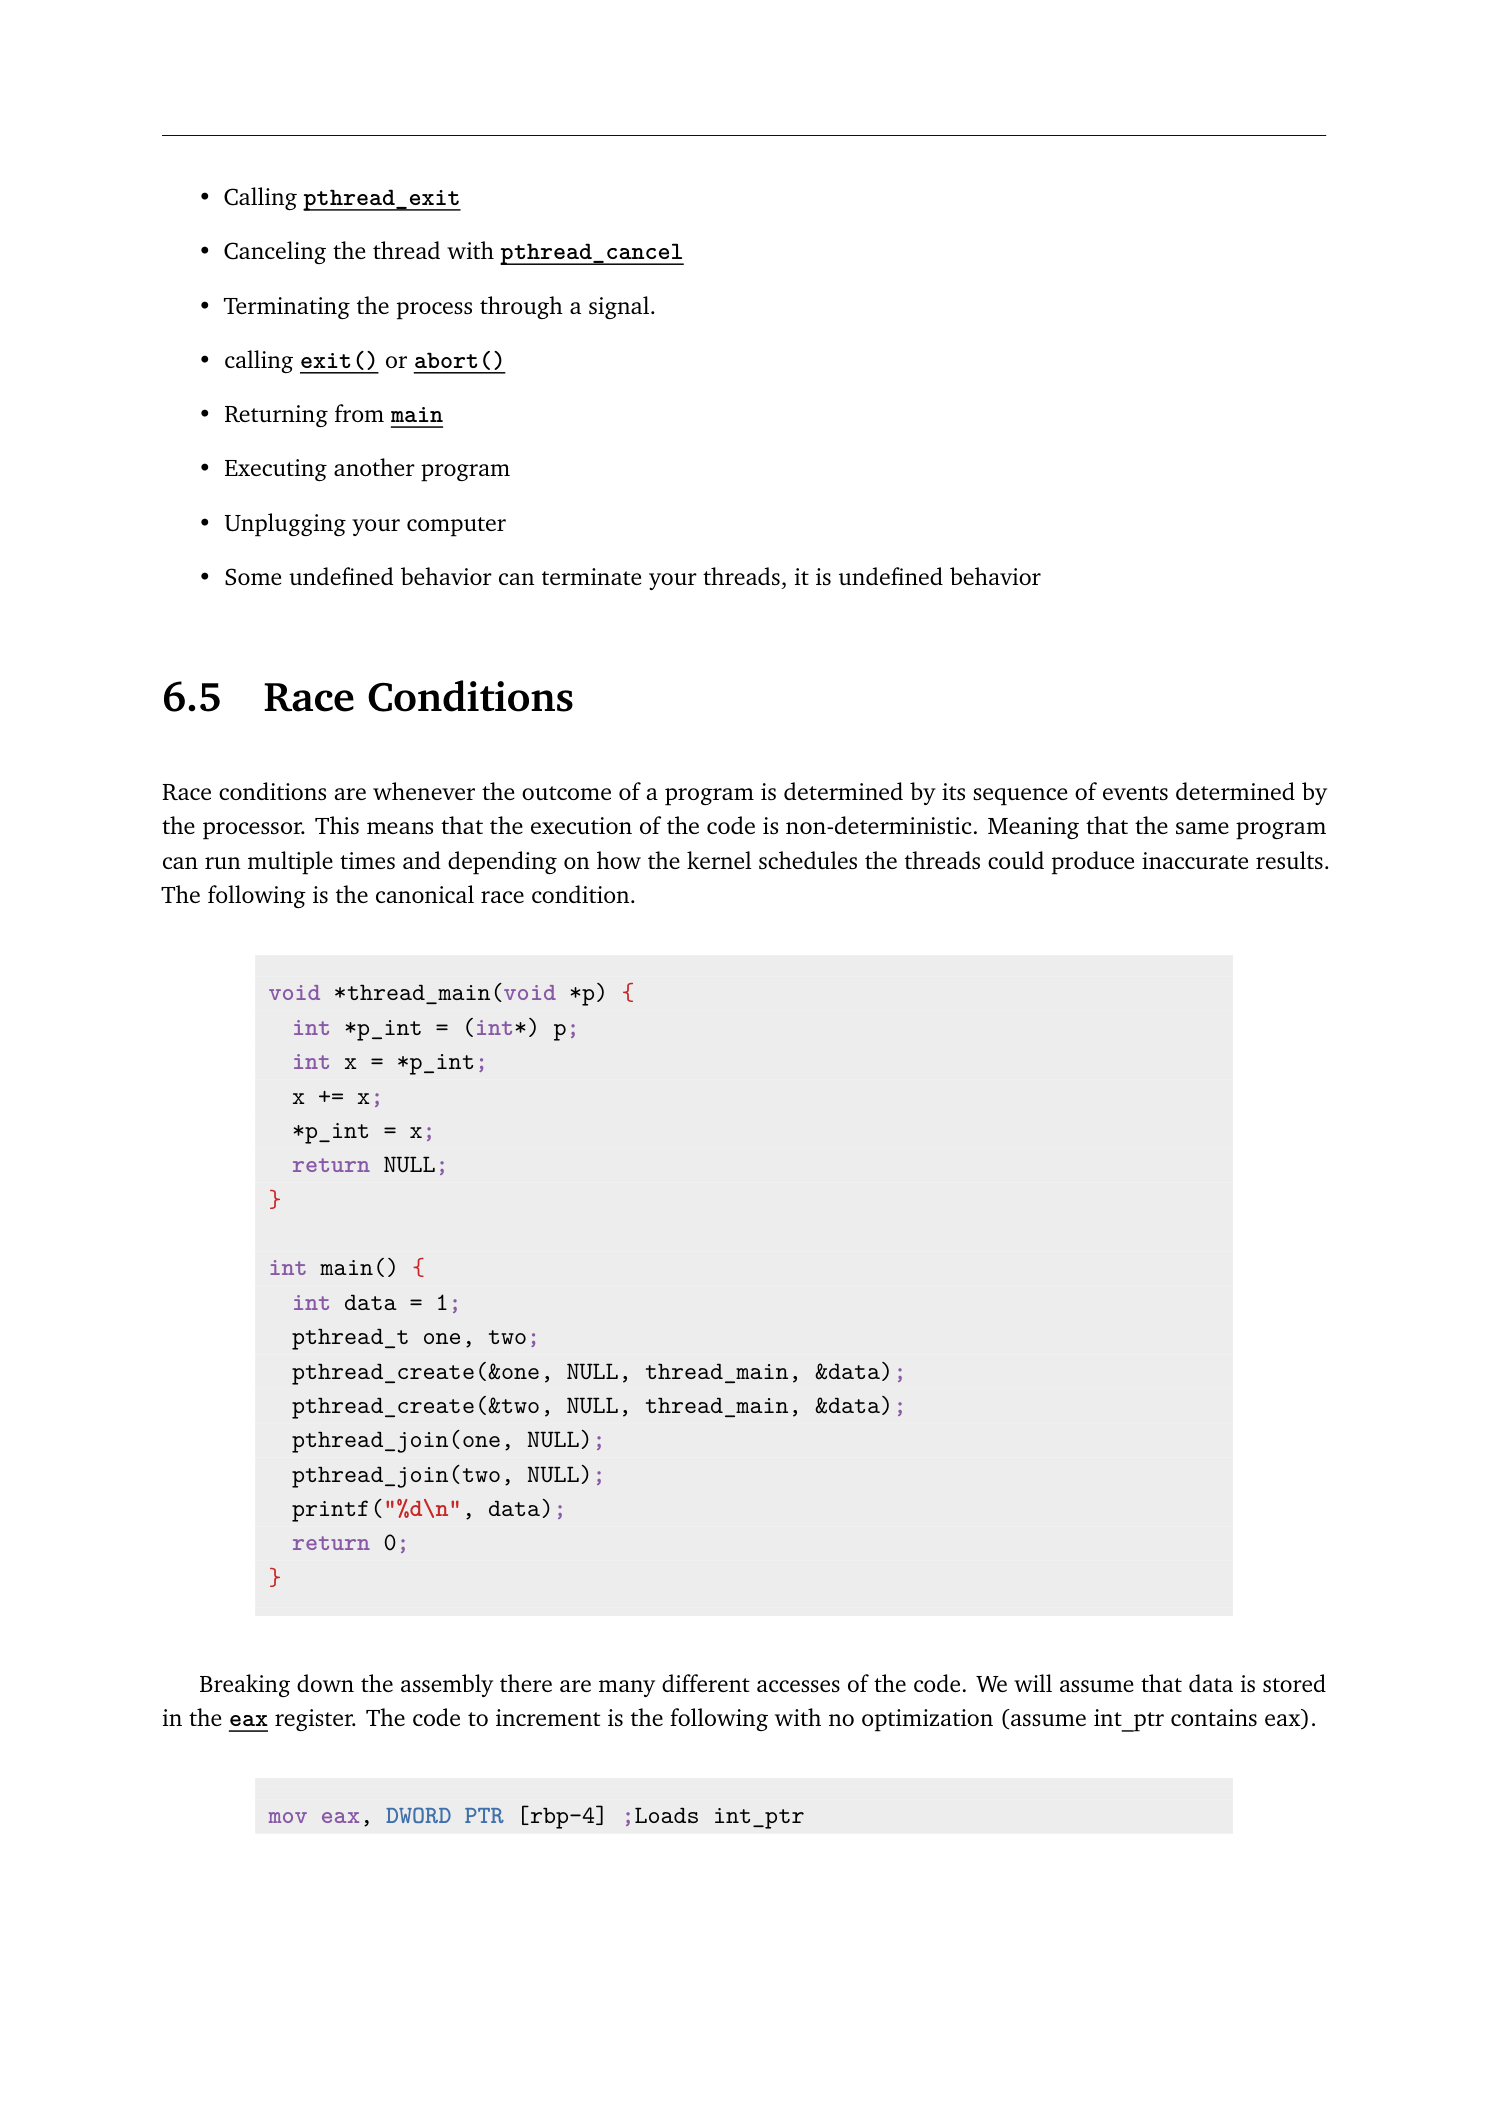 • Calling pthread_exit
• Canceling the thread with pthread_cancel
• Terminating the process through a signal.
• calling exit() or abort()
• Returning from main
• Executing another program
• Unplugging your computer
• Some undefined behavior can terminate your threads, it is undefined behavior
6.5 Race Conditions
Race conditions are whenever the outcome of a program is determined by its sequence of events determined by
the processor. This means that the execution of the code is non-deterministic. Meaning that the same program
can run multiple times and depending on how the kernel schedules the threads could produce inaccurate results.
The following is the canonical race condition.
void *thread_main(void *p) {
  int *p_int = (int*) p;
  int x = *p_int;
  x += x;
  *p_int = x;
  return NULL;
}
int main() {
  int data = 1;
  pthread_t one, two;
  pthread_create(&one, NULL, thread_main, &data);
  pthread_create(&two, NULL, thread_main, &data);
  pthread_join(one, NULL);
  pthread_join(two, NULL);
  printf("%d\n", data);
  return 0;
}
Breaking down the assembly there are many different accesses of the code. We will assume that data is stored
in the eax register. The code to increment is the following with no optimization (assume int_ptr contains eax).
mov eax, DWORD PTR [rbp-4] ;Loads int_ptr